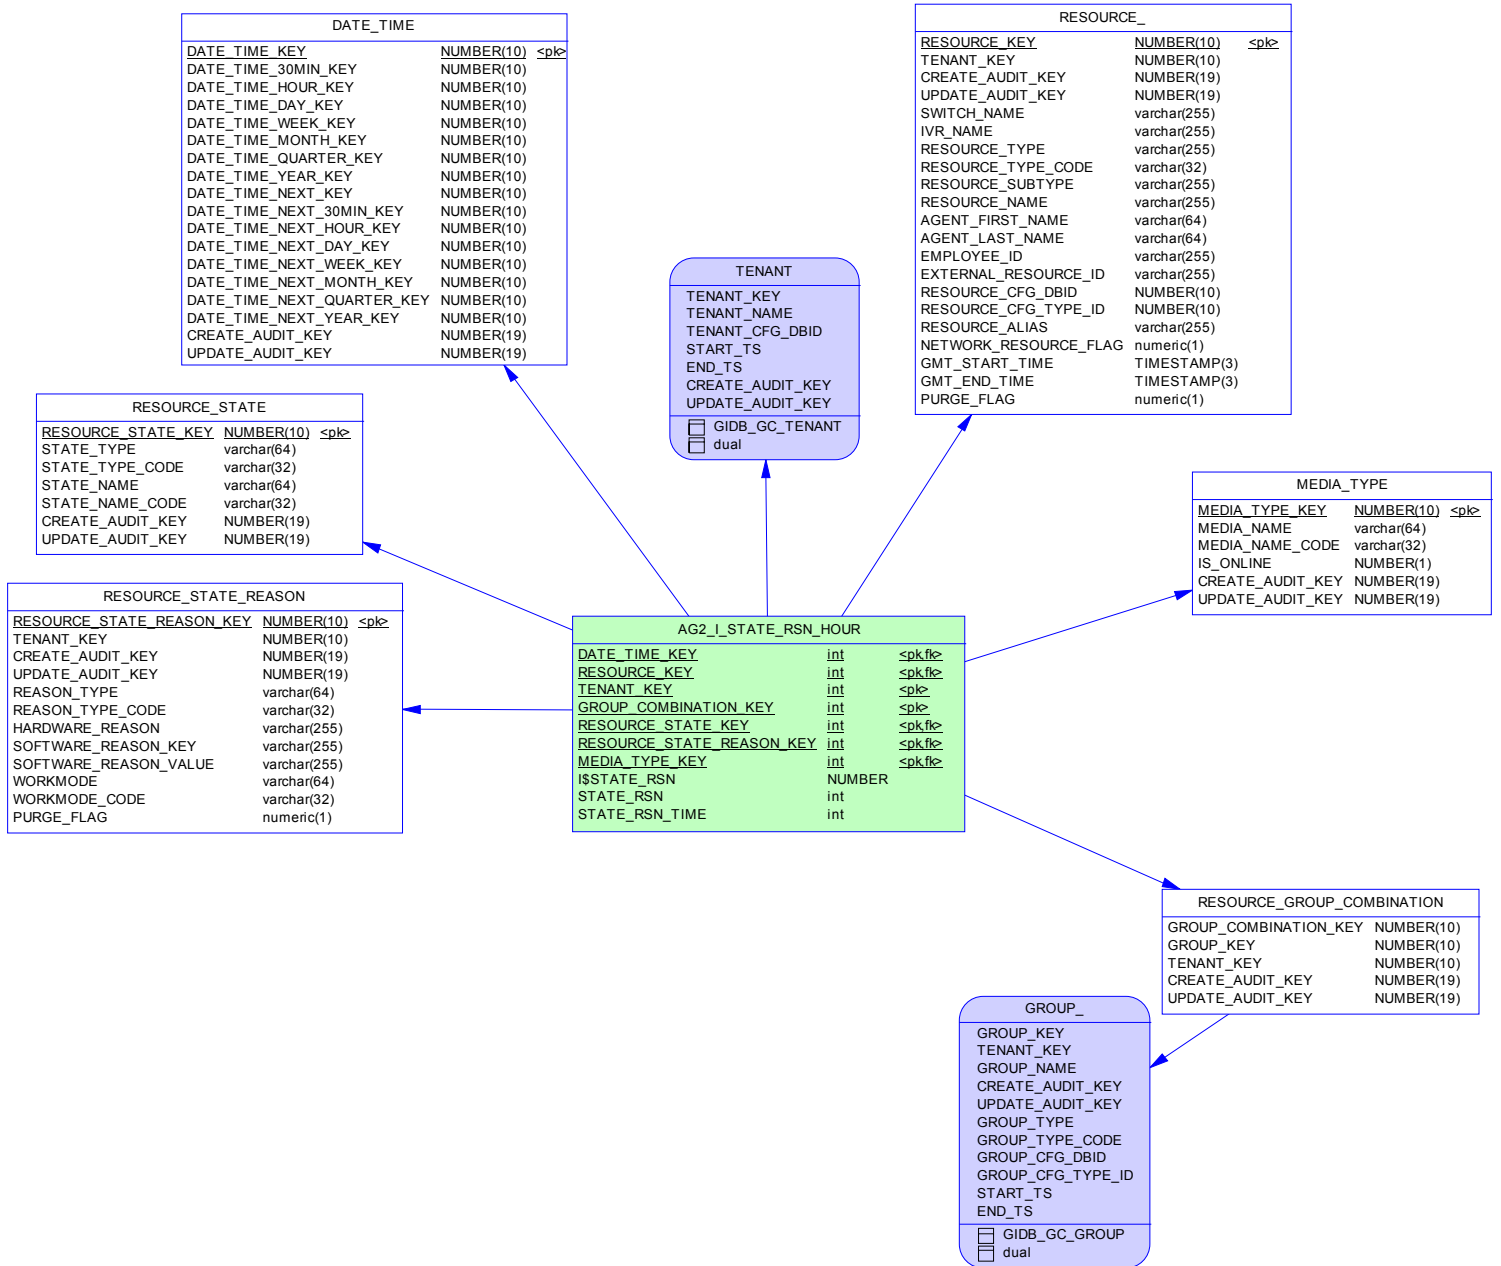 DATE_TIME
DATE_TIME_KEY NUMBER(10) <pk>
DATE_TIME_30MIN_KEY NUMBER(10)
DATE_TIME_HOUR_KEY NUMBER(10)
DATE_TIME_DAY_KEY NUMBER(10)
DATE_TIME_WEEK_KEY NUMBER(10)
DATE_TIME_MONTH_KEY NUMBER(10)
DATE_TIME_QUARTER_KEY NUMBER(10)
DATE_TIME_YEAR_KEY NUMBER(10)
DATE_TIME_NEXT_KEY NUMBER(10)
DATE_TIME_NEXT_30MIN_KEY NUMBER(10)
DATE_TIME_NEXT_HOUR_KEY NUMBER(10)
DATE_TIME_NEXT_DAY_KEY NUMBER(10)
DATE_TIME_NEXT_WEEK_KEY NUMBER(10)
DATE_TIME_NEXT_MONTH_KEY NUMBER(10)
DATE_TIME_NEXT_QUARTER_KEY NUMBER(10)
DATE_TIME_NEXT_YEAR_KEY NUMBER(10)
CREATE_AUDIT_KEY NUMBER(19)
UPDATE_AUDIT_KEY NUMBER(19)
RESOURCE_
RESOURCE_KEY NUMBER(10) <pk>
TENANT_KEY NUMBER(10)
CREATE_AUDIT_KEY NUMBER(19)
UPDATE_AUDIT_KEY NUMBER(19)
SWITCH_NAME varchar(255)
IVR_NAME varchar(255)
RESOURCE_TYPE varchar(255)
RESOURCE_TYPE_CODE varchar(32)
RESOURCE_SUBTYPE varchar(255)
RESOURCE_NAME varchar(255)
AGENT_FIRST_NAME varchar(64)
AGENT_LAST_NAME varchar(64)
EMPLOYEE_ID varchar(255)
EXTERNAL_RESOURCE_ID varchar(255)
RESOURCE_CFG_DBID NUMBER(10)
RESOURCE_CFG_TYPE_ID NUMBER(10)
RESOURCE_ALIAS varchar(255)
NETWORK_RESOURCE_FLAG numeric(1)
GMT_START_TIME TIMESTAMP(3)
GMT_END_TIME TIMESTAMP(3)
PURGE_FLAG numeric(1)
TENANT
TENANT_KEY
TENANT_NAME
TENANT_CFG_DBID
START_TS
END_TS
CREATE_AUDIT_KEY
UPDATE_AUDIT_KEY
GIDB_GC_TENANT
dual
RESOURCE_STATE
RESOURCE_STATE_KEY NUMBER(10) <pk>
STATE_TYPE varchar(64)
STATE_TYPE_CODE varchar(32)
STATE_NAME varchar(64)
STATE_NAME_CODE varchar(32)
CREATE_AUDIT_KEY NUMBER(19)
UPDATE_AUDIT_KEY NUMBER(19)
MEDIA_TYPE
MEDIA_TYPE_KEY NUMBER(10) <pk>
MEDIA_NAME varchar(64)
MEDIA_NAME_CODE varchar(32)
IS_ONLINE NUMBER(1)
CREATE_AUDIT_KEY NUMBER(19)
UPDATE_AUDIT_KEY NUMBER(19)
RESOURCE_STATE_REASON
RESOURCE_STATE_REASON_KEY NUMBER(10) <pk>
TENANT_KEY NUMBER(10)
CREATE_AUDIT_KEY NUMBER(19)
UPDATE_AUDIT_KEY NUMBER(19)
REASON_TYPE varchar(64)
REASON_TYPE_CODE varchar(32)
HARDWARE_REASON varchar(255)
SOFTWARE_REASON_KEY varchar(255)
SOFTWARE_REASON_VALUE varchar(255)
WORKMODE varchar(64)
WORKMODE_CODE varchar(32)
PURGE_FLAG numeric(1)
AG2_I_STATE_RSN_HOUR
DATE_TIME_KEY int <pk,fk>
RESOURCE_KEY int <pk,fk>
TENANT_KEY int <pk>
GROUP_COMBINATION_KEY int <pk>
RESOURCE_STATE_KEY int <pk,fk>
RESOURCE_STATE_REASON_KEY int <pk,fk>
MEDIA_TYPE_KEY int <pk,fk>
I$STATE_RSN NUMBER
STATE_RSN int
STATE_RSN_TIME int
RESOURCE_GROUP_COMBINATION
GROUP_COMBINATION_KEY NUMBER(10)
GROUP_KEY NUMBER(10)
TENANT_KEY NUMBER(10)
CREATE_AUDIT_KEY NUMBER(19)
UPDATE_AUDIT_KEY NUMBER(19)
GROUP_
GROUP_KEY
TENANT_KEY
GROUP_NAME
CREATE_AUDIT_KEY
UPDATE_AUDIT_KEY
GROUP_TYPE
GROUP_TYPE_CODE
GROUP_CFG_DBID
GROUP_CFG_TYPE_ID
START_TS
END_TS
GIDB_GC_GROUP
dual